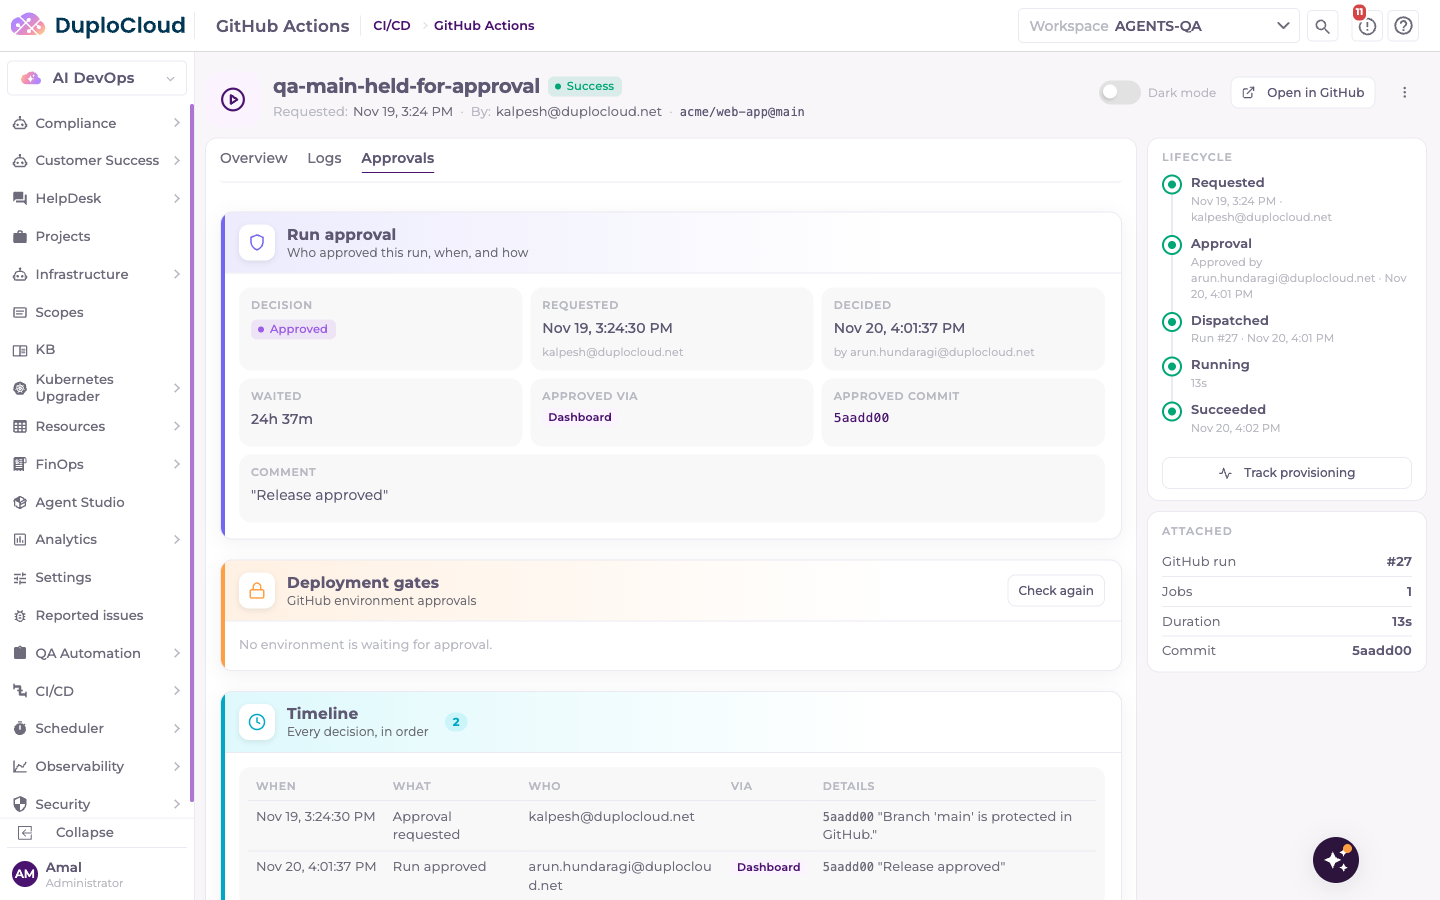 DuploCloud
GitHub Actions
CI/CD
GitHub Actions
Workspace AGENTS-QA
11
AI DevOps
Compliance
Customer Success
HelpDesk
Projects
Infrastructure
Scopes
KB
Kubernetes
Upgrader
Resources
FinOps
Agent Studio
Analytics
Settings
Reported issues
QA Automation
CI/CD
Scheduler
Observability
Security
Collapse
AM
Amal
Administrator
qa-main-held-for-approval
Success
Requested: Nov 19, 3:24 PM · By: kalpesh@duplocloud.net · acme/web-app@main
Dark mode
Open in GitHub
Overview
Logs
Approvals
Run approval
Who approved this run, when, and how
DECISION
Approved
REQUESTED
Nov 19, 3:24:30 PM
kalpesh@duplocloud.net
DECIDED
Nov 20, 4:01:37 PM
by arun.hundaragi@duplocloud.net
WAITED
24h 37m
APPROVED VIA
Dashboard
APPROVED COMMIT
5aadd00
COMMENT
"Release approved"
Deployment gates
GitHub environment approvals
Check again
No environment is waiting for approval.
Timeline
Every decision, in order
2
WHEN WHAT WHO VIA DETAILS
Nov 19, 3:24:30 PM
Approval
requested
kalpesh@duplocloud.net
5aadd00 "Branch 'main' is protected in
GitHub."
Nov 20, 4:01:37 PM
Run approved
arun.hundaragi@duploclou
d.net
Dashboard
5aadd00 "Release approved"
LIFECYCLE
Requested
Nov 19, 3:24 PM ·
kalpesh@duplocloud.net
Approval
Approved by
arun.hundaragi@duplocloud.net · Nov
20, 4:01 PM
Dispatched
Run #27 · Nov 20, 4:01 PM
Running
13s
Succeeded
Nov 20, 4:02 PM
Track provisioning
ATTACHED
GitHub run #27
Jobs 1
Duration 13s
Commit 5aadd00